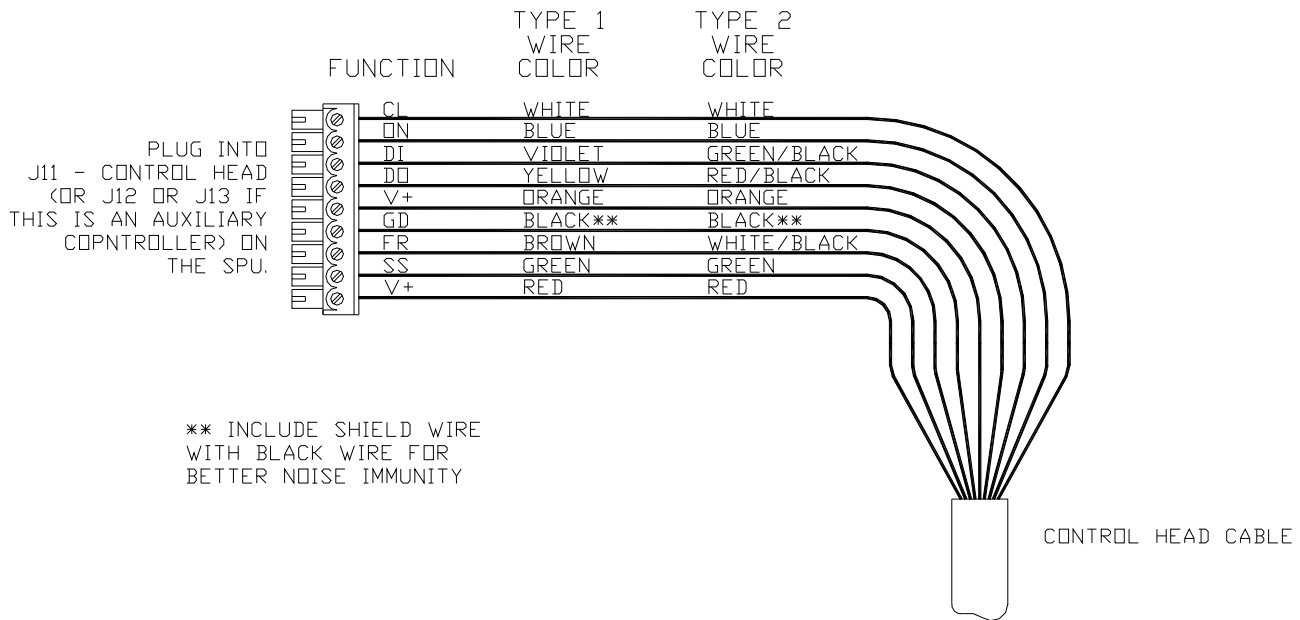 TYPE 1 TYPE 2
WIRE WIRE
FUNCTION COLOR COLOR
CL WHITE WHITE
ON BLUE BLUE
DI VIOLET GREEN/BLACK
DO YELLOW RED/BLACK
V+ ORANGE ORANGE
GD BLACK** BLACK**
FR BROWN WHITE/BLACK
SS GREEN GREEN
V+ RED RED
PLUG INTO
J11 - CONTROL HEAD
(OR J12 OR J13 IF
THIS IS AN AUXILIARY
COPNTROLLER) ON
THE SPU.
** INCLUDE SHIELD WIRE
WITH BLACK WIRE FOR
BETTER NOISE IMMUNITY
CONTROL HEAD CABLE